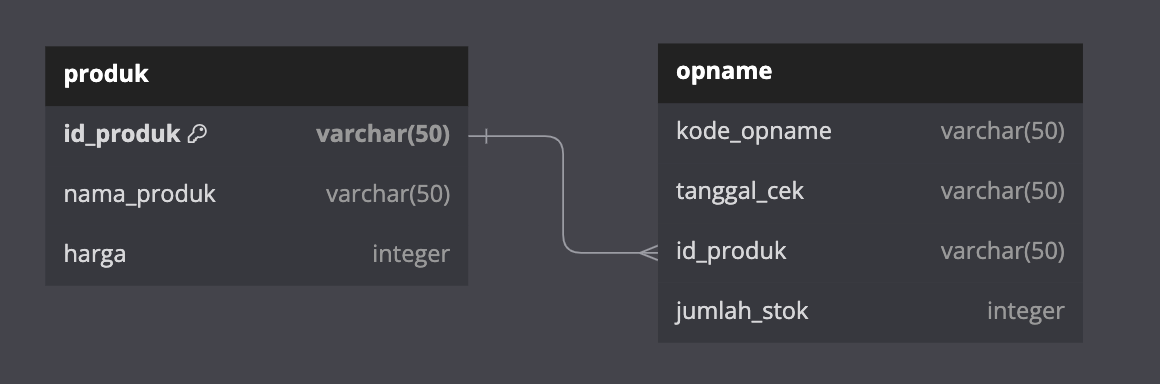 produk
id_produk varchar(50)
nama_produk varchar(50)
harga integer
opname
kode_opname varchar(50)
tanggal_cek varchar(50)
id_produk varchar(50)
jumlah_stok integer